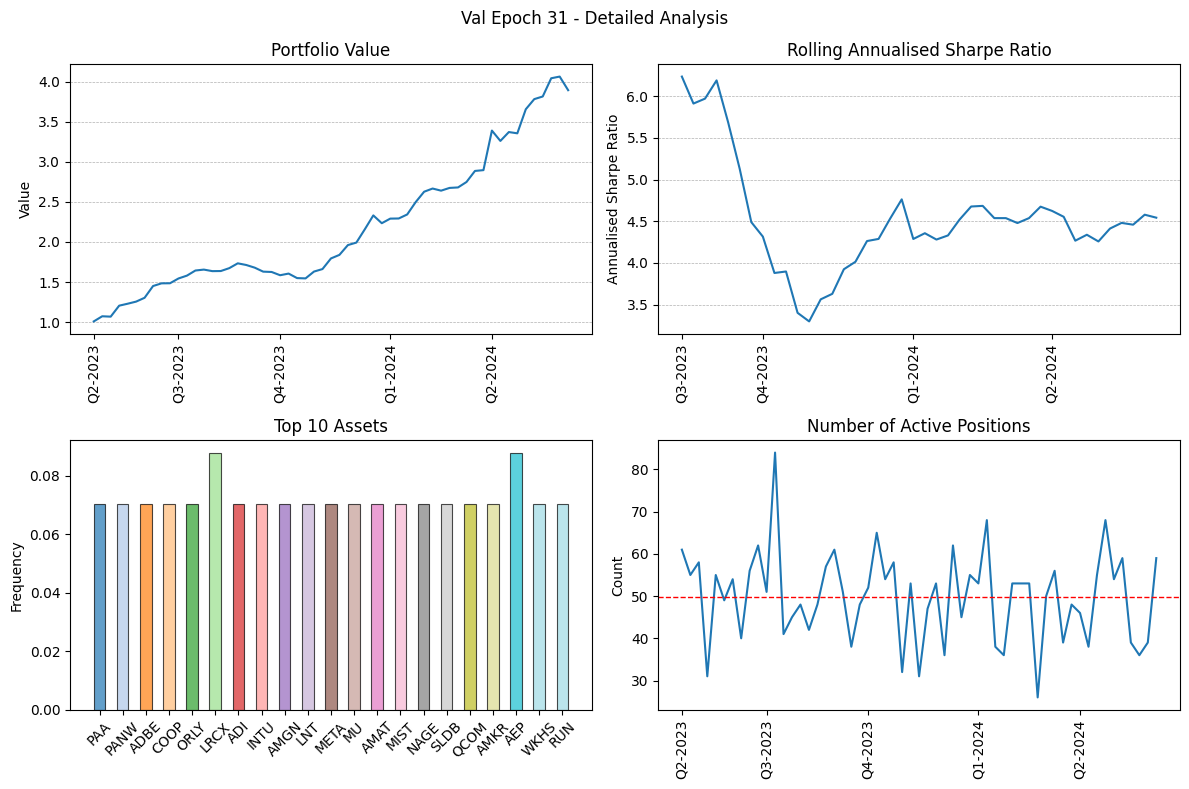 Val Epoch 31 - Detailed Analysis
Portfolio Value
Value
4.0
3.5
3.0
2.5
2.0
1.5
1.0
Q2-2023
Q3-2023
Q4-2023
Q1-2024
Q2-2024
Rolling Annualised Sharpe Ratio
Annualised Sharpe Ratio
6.0
5.5
5.0
4.5
4.0
3.5
Q3-2023
Q4-2023
Q1-2024
Q2-2024
Top 10 Assets
Frequency
0.08
0.06
0.04
0.02
0.00
PAA
PANW
ADBE
COOP
ORLY
LRCX
ADI
INTU
AMGN
LNT
META
MU
AMAT
MIST
NAGE
SLDB
QCOM
AMKR
AEP
WKHS
RUN
Number of Active Positions
Count
80
70
60
50
40
30
Q2-2023
Q3-2023
Q4-2023
Q1-2024
Q2-2024